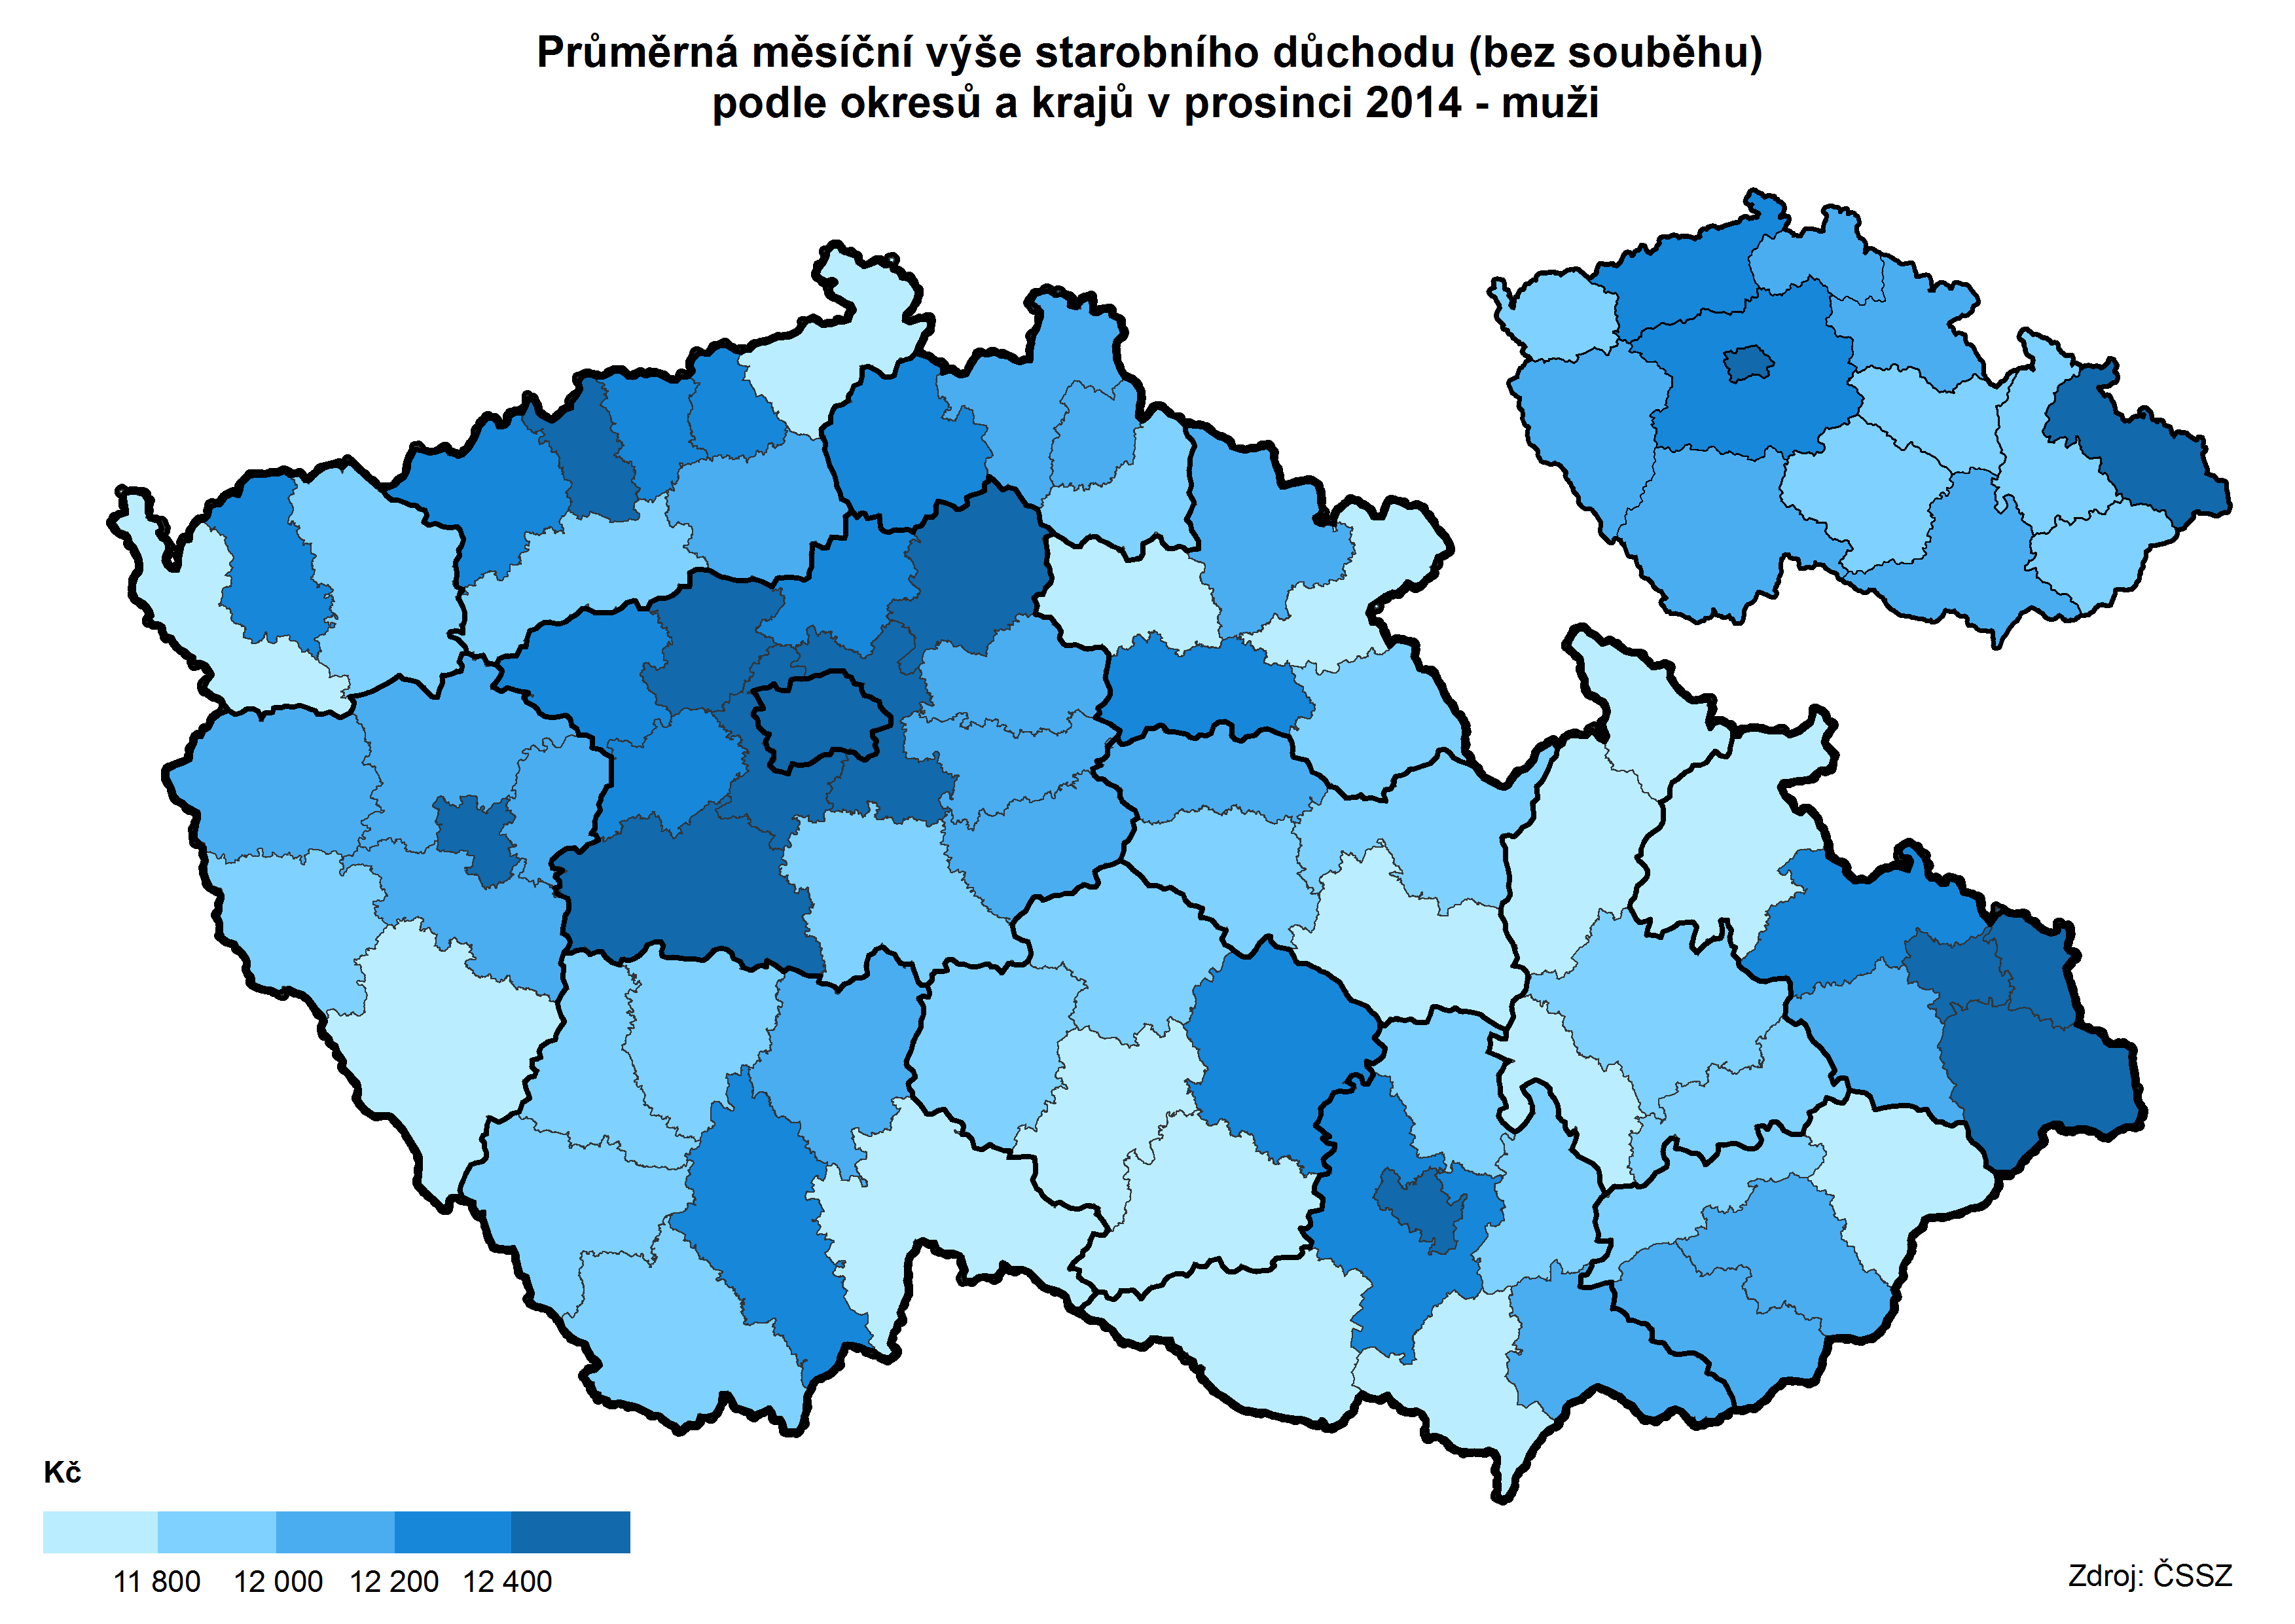 Průměrná měsíční výše starobního důchodu (bez souběhu)
podle okresů a krajů v prosinci 2014 - muži
Kč
11 800 12 000 12 200 12 400
Zdroj: ČSSZ